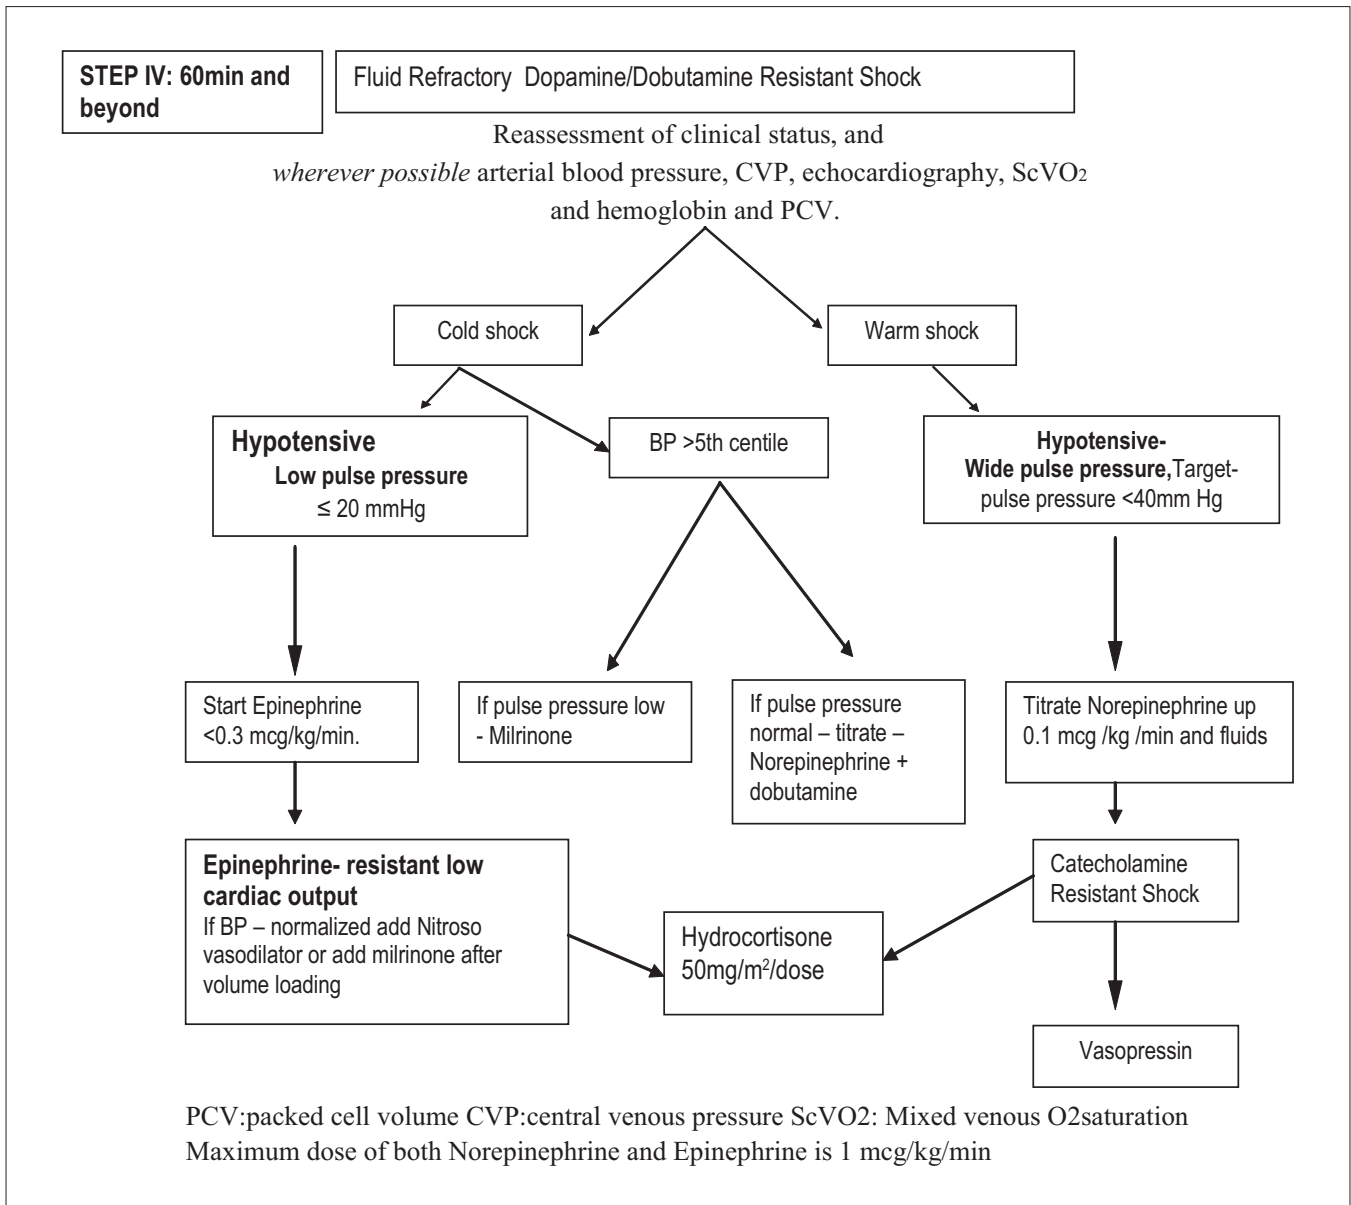 STEP IV: 60min and
beyond
Fluid Refractory Dopamine/Dobutamine Resistant Shock
Reassessment of clinical status, and
wherever possible arterial blood pressure, CVP, echocardiography, ScVO2
and hemoglobin and PCV.
Cold shock
Warm shock
Hypotensive
Low pulse pressure
≤ 20 mmHg
BP >5th centile
Hypotensive-
Wide pulse pressure,Target-
pulse pressure <40mm Hg
Start Epinephrine
<0.3 mcg/kg/min.
If pulse pressure low
- Milrinone
If pulse pressure
normal – titrate –
Norepinephrine +
dobutamine
Titrate Norepinephrine up
0.1 mcg /kg /min and fluids
Epinephrine- resistant low
cardiac output
If BP – normalized add Nitroso
vasodilator or add milrinone after
volume loading
Hydrocortisone
50mg/m²/dose
Catecholamine
Resistant Shock
Vasopressin
PCV:packed cell volume CVP:central venous pressure ScVO2: Mixed venous O2saturation
Maximum dose of both Norepinephrine and Epinephrine is 1 mcg/kg/min